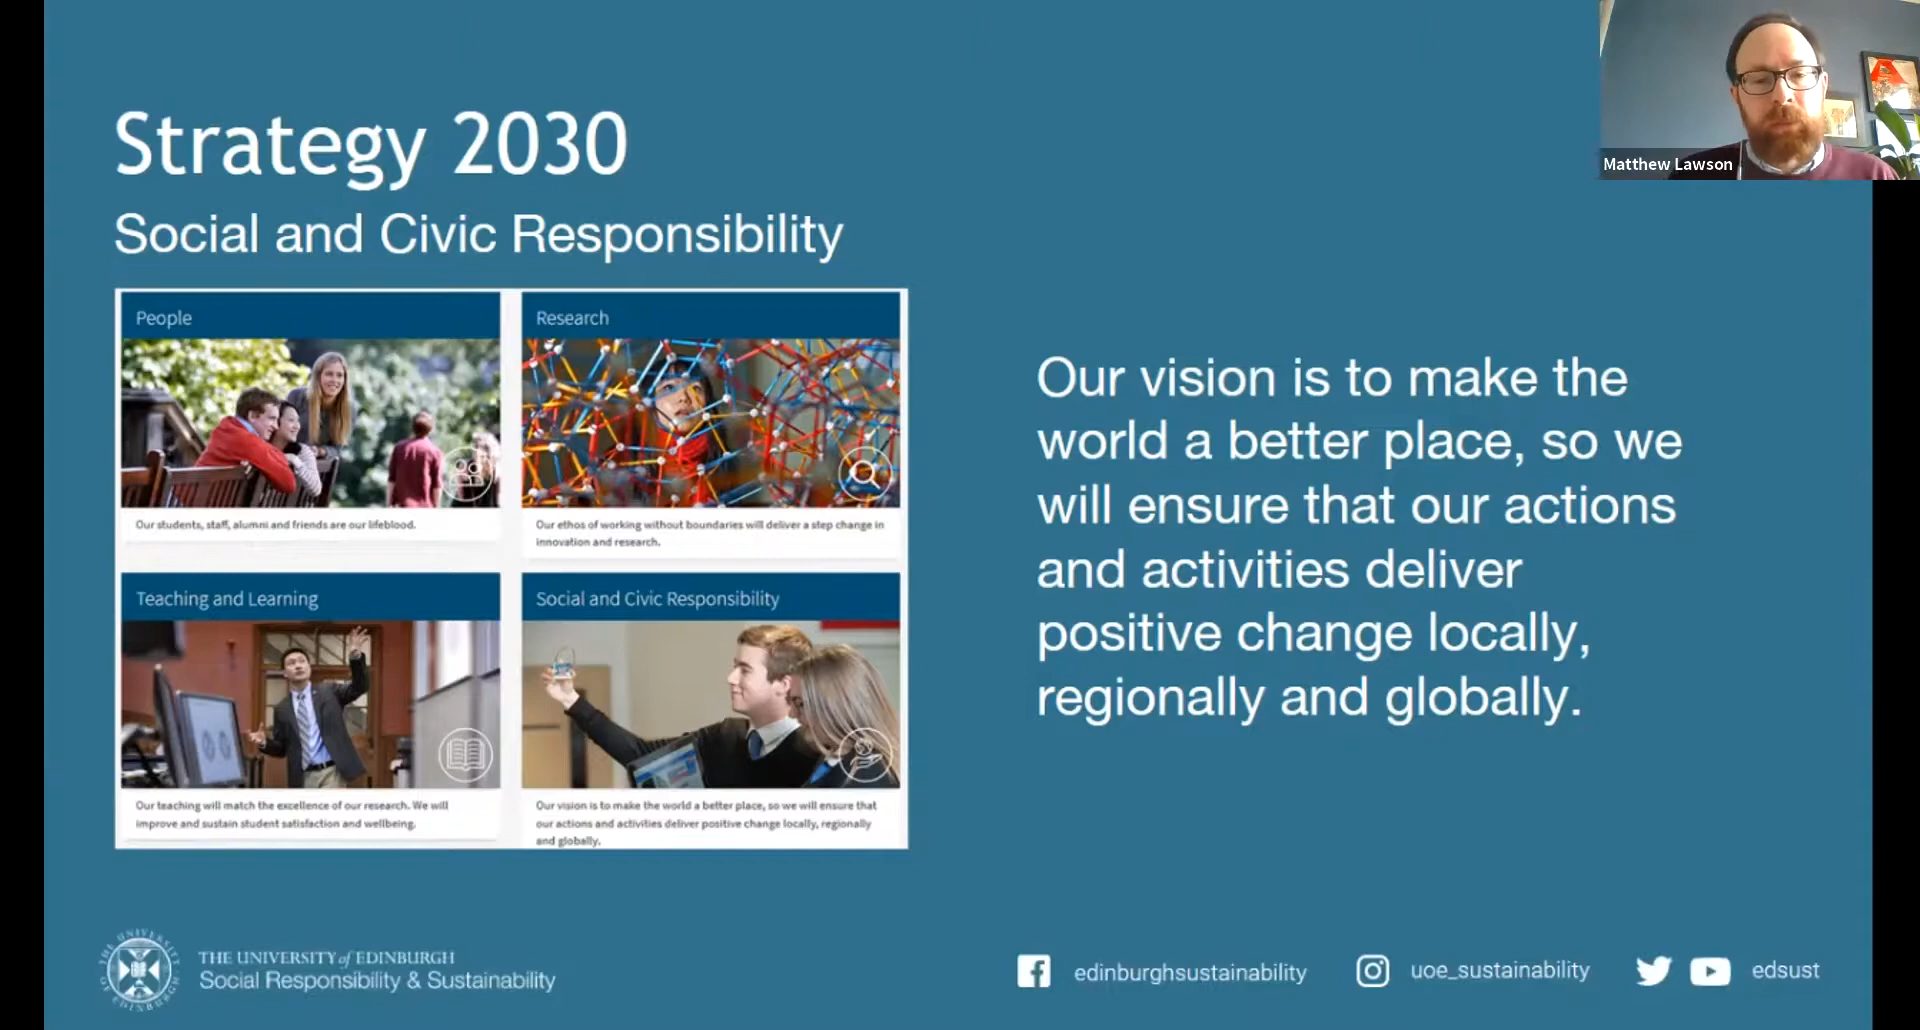 Strategy 2030
Social and Civic Responsibility
People
Our students, staff, alumni and friends are our lifeblood.
Research
Our ethos of working without boundaries will deliver a step change in
innovation and research.
Teaching and Learning
Our teaching will match the excellence of our research. We will
improve and sustain student satisfaction and wellbeing.
Social and Civic Responsibility
Our vision is to make the world a better place, so we will ensure that
our actions and activities deliver positive change locally, regionally
and globally.
Our vision is to make the
world a better place, so we
will ensure that our actions
and activities deliver
positive change locally,
regionally and globally.
Matthew Lawson
THE UNIVERSITY OF EDINBURGH
THE UNIVERSITY of EDINBURGH
Social Responsibility & Sustainability
edinburghsustainability
uoe_sustainability
edsust